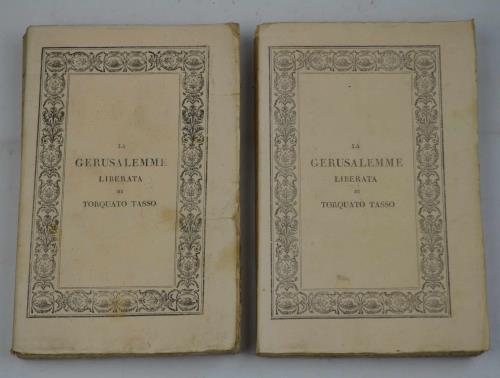 LA
GERUSALEMME
LIBERATA
DI
TORQUATO TASSO
LA
GERUSALEMME
LIBERATA
DI
TORQUATO TASSO